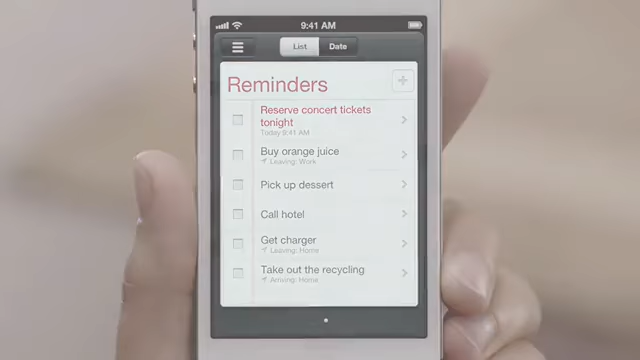 9:41 AM
List Date
Reminders
Reserve concert tickets
tonight
Today 9:41 AM
Buy orange juice
Leaving: Work
Pick up dessert
Call hotel
Get charger
Leaving: Home
Take out the recycling
Arriving: Home